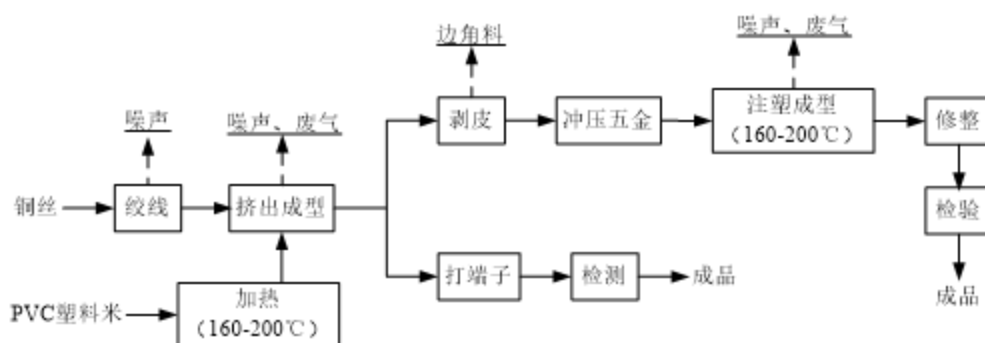 边角料
噪声、废气
噪声
噪声、废气
剥皮
冲压五金
注塑成型
（160-200℃）
修整
铜丝
绞线
挤出成型
检验
打端子
检测
成品
成品
PVC塑料米
加热
（160-200℃）